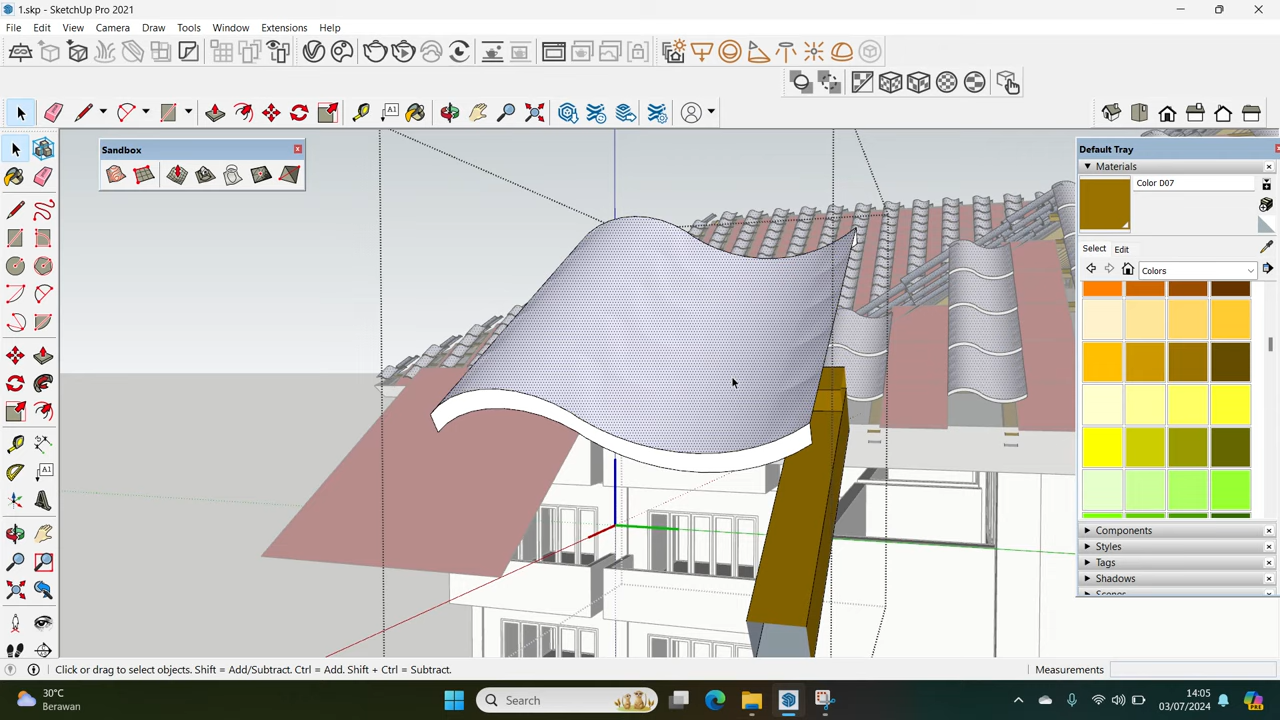 1.skp - SketchUp Pro 2021
File Edit View Camera Draw Tools Window Extensions Help
A1
Sandbox
Default Tray
Materials
Color D07
Select Edit
Colors
A1
Components
Styles
Tags
Shadows
Click or drag to select objects. Shift = Add/Subtract. Ctrl = Add. Shift + Ctrl = Subtract.
Measurements
30°C
Berawan
Search
14:05
03/07/2024